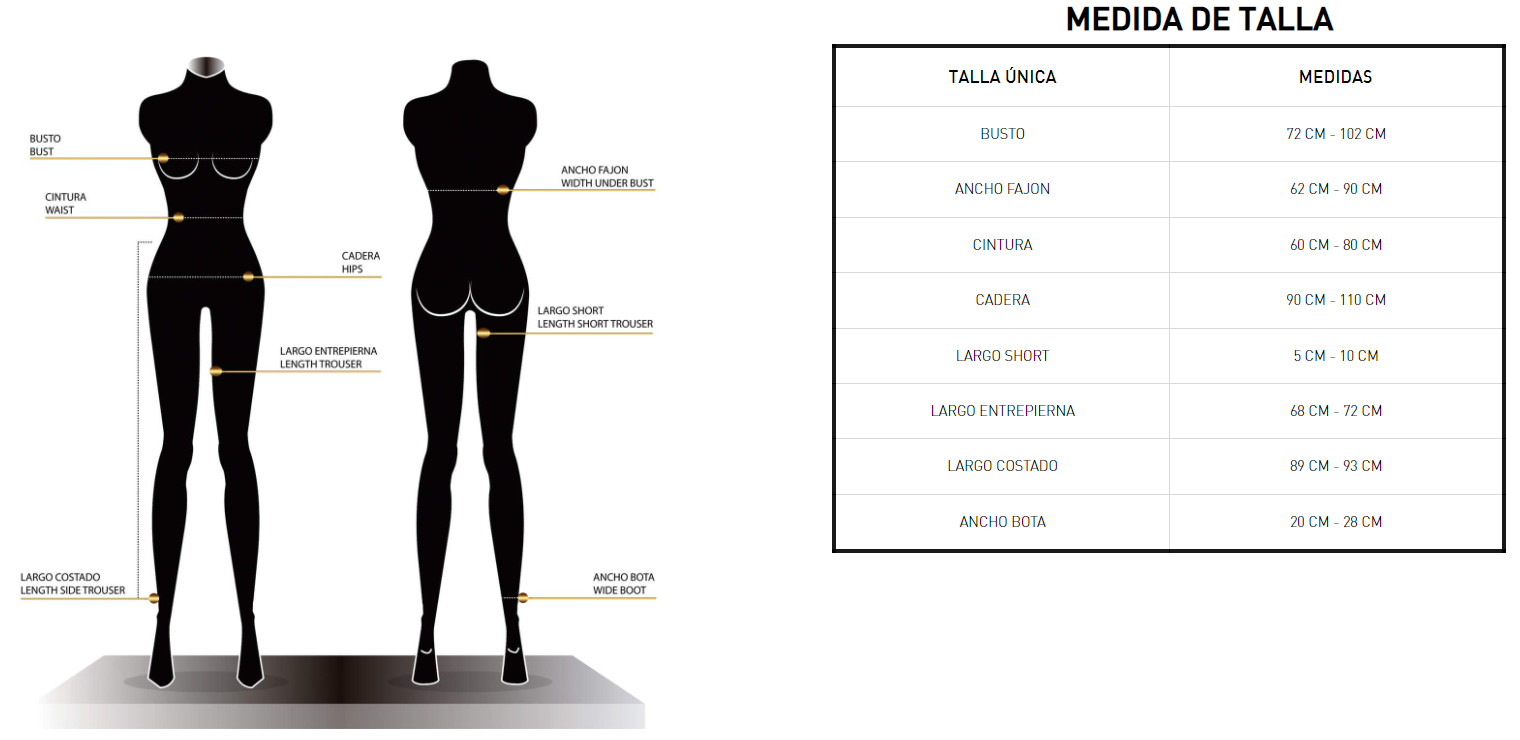 BUSTO
BUST
CINTURA
WAIST
CADERA
HIPS
LARGO ENTREPIERNA
LENGTH TROUSER
LARGO COSTADO
LENGTH SIDE TROUSER
ANCHO FAJON
WIDTH UNDER BUST
LARGO SHORT
LENGTH SHORT TROUSER
ANCHO BOTA
WIDE BOOT
MEDIDA DE TALLA
TALLA ÚNICA MEDIDAS
BUSTO 72 CM - 102 CM
ANCHO FAJON 62 CM - 90 CM
CINTURA 60 CM - 80 CM
CADERA 90 CM - 110 CM
LARGO SHORT 5 CM - 10 CM
LARGO ENTREPIERNA 68 CM - 72 CM
LARGO COSTADO 89 CM - 93 CM
ANCHO BOTA 20 CM - 28 CM